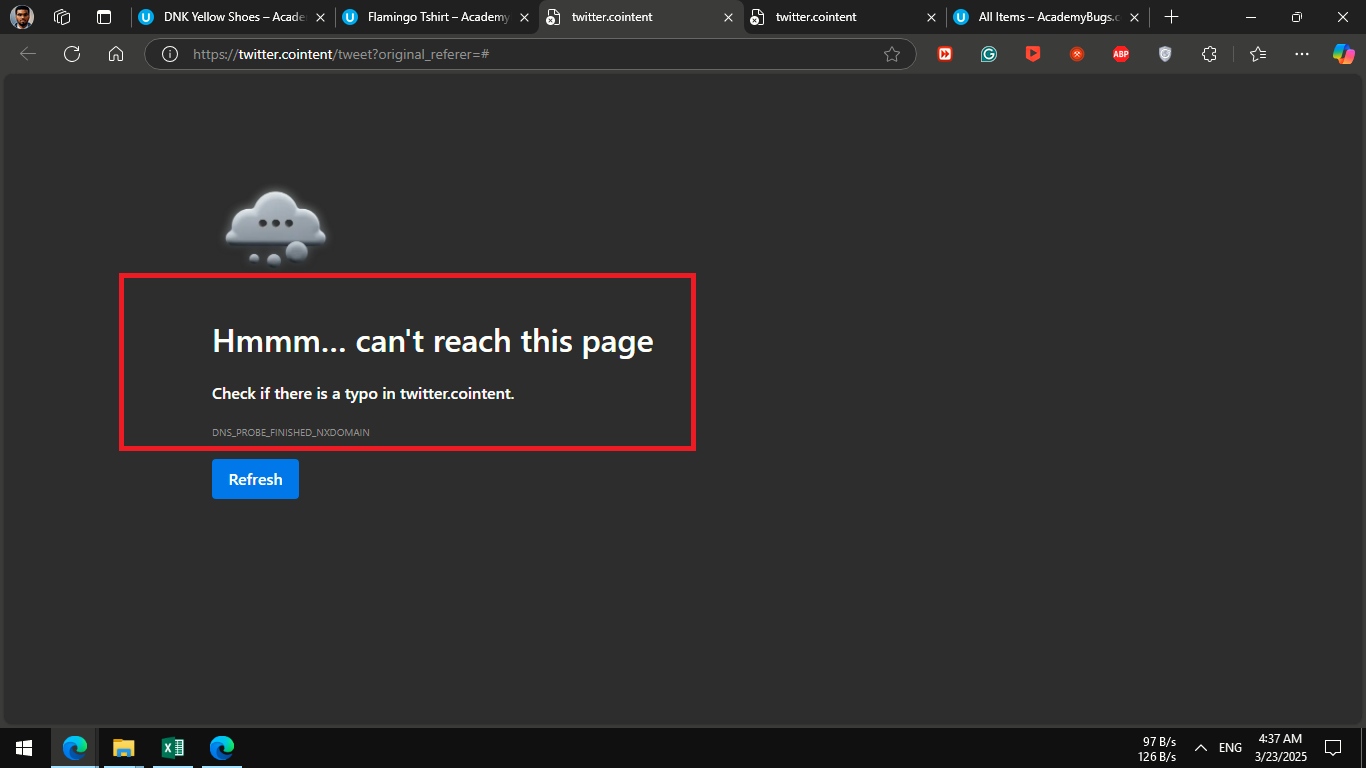 DNK Yellow Shoes – Acade
Flamingo Tshirt – Academy
twitter.cointent
twitter.cointent
All Items – AcademyBugs.c
https://twitter.cointent/tweet?original_referer=#
ABP
Hmmm... can't reach this page
Check if there is a typo in twitter.cointent.
DNS_PROBE_FINISHED_NXDOMAIN
Refresh
97 B/s
126 B/s
ENG
4:37 AM
3/23/2025